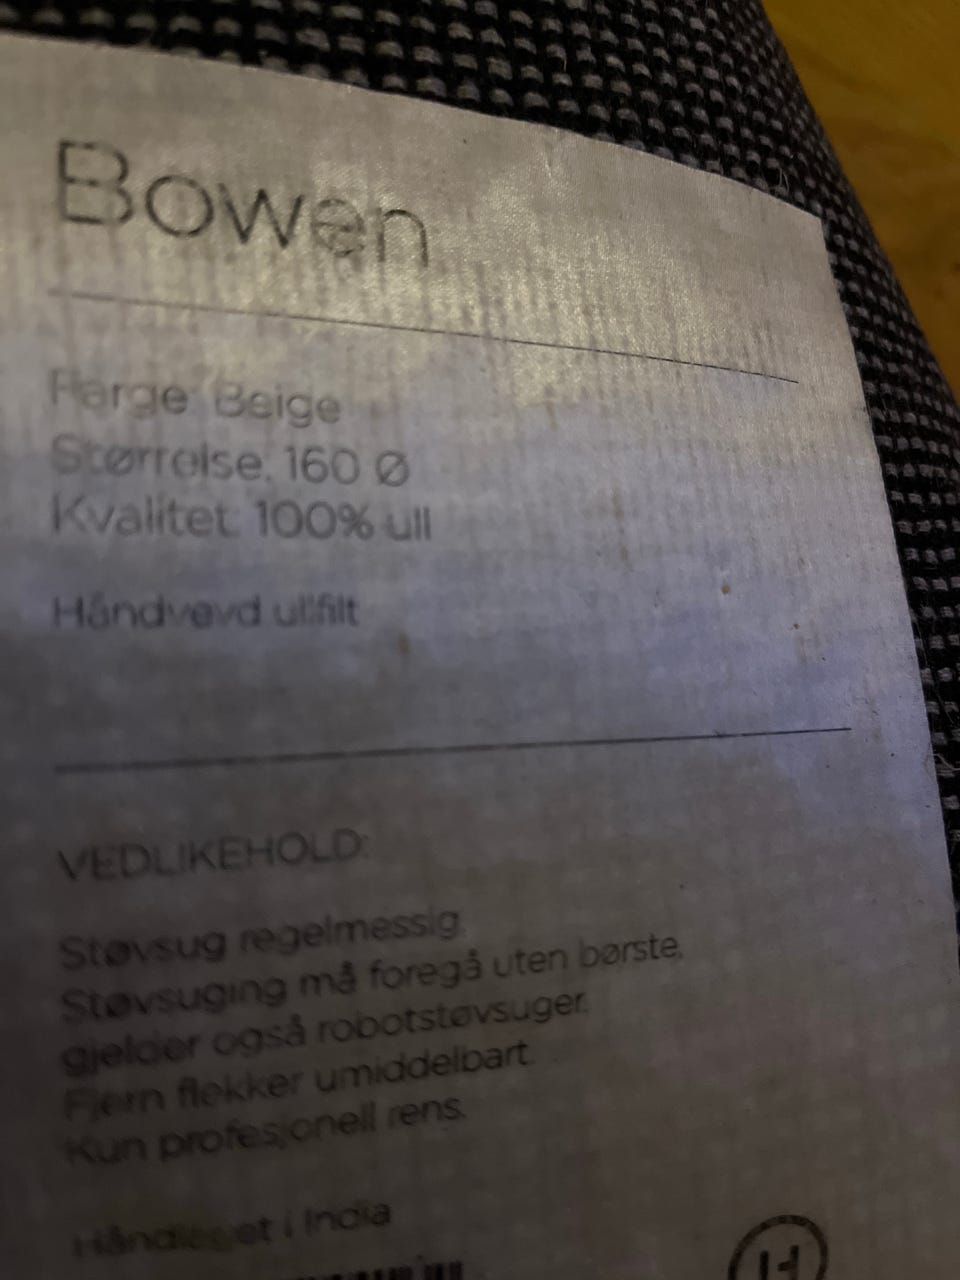 Bowen
Farge: Beige
Størrelse: 160 Ø
Kvalitet: 100% ull
Håndvevd ullfilt
VEDLIKEHOLD:
Støvsug regelmessig.
Støvsuging må foregå uten børste,
gjelder også robotstøvsuger.
Fjern flekker umiddelbart.
Kun profesjonell rens.
Håndlaget i India
H